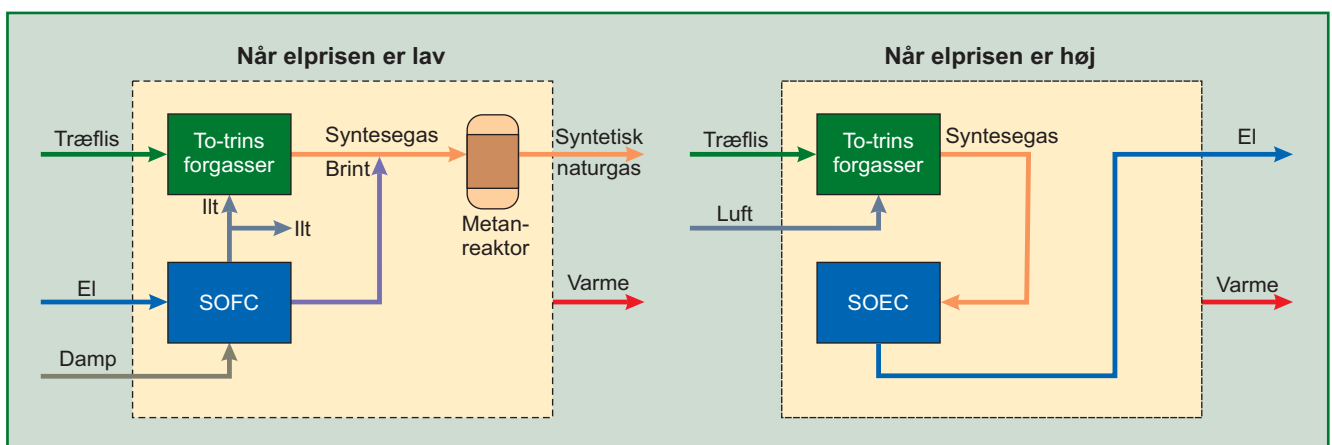 Når elprisen er lav
Træflis
To-trins
forgasser
Syntesegas
Brint
Syntetisk
naturgas
Metan-
reaktor
Ilt
Ilt
El
SOFC
Varme
Damp
Når elprisen er høj
Træflis
To-trins
forgasser
Syntesegas
El
Luft
SOEC
Varme